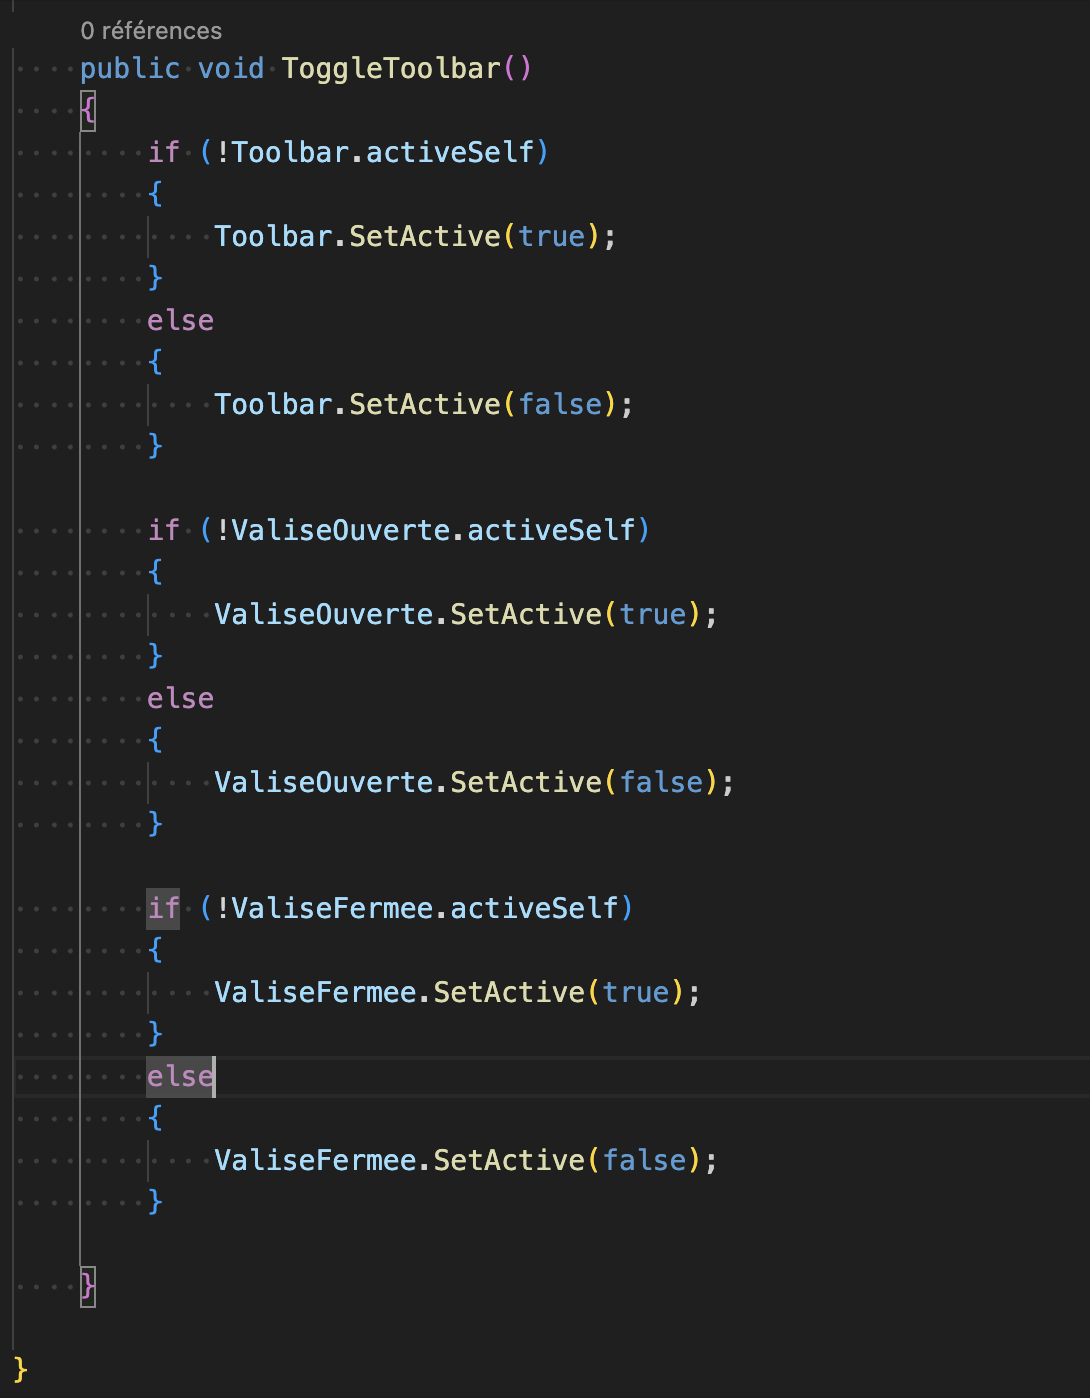 0 références
public void ToggleToolbar()
{
if (!Toolbar.activeSelf)
{
Toolbar.SetActive(true);
}
else
{
Toolbar.SetActive(false);
}
if (!ValiseOuverte.activeSelf)
{
ValiseOuverte.SetActive(true);
}
else
{
ValiseOuverte.SetActive(false);
}
if (!ValiseFermee.activeSelf)
{
ValiseFermee.SetActive(true);
}
else
{
ValiseFermee.SetActive(false);
}
}
}